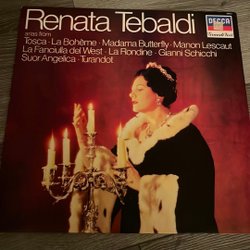 Renata Tebaldi
arias from
Tosca · La Bohème · Madama Butterfly · Manon Lescaut
La Fanciulla del West · La Rondine · Gianni Schicchi
Suor Angelica · Turandot
DECCA